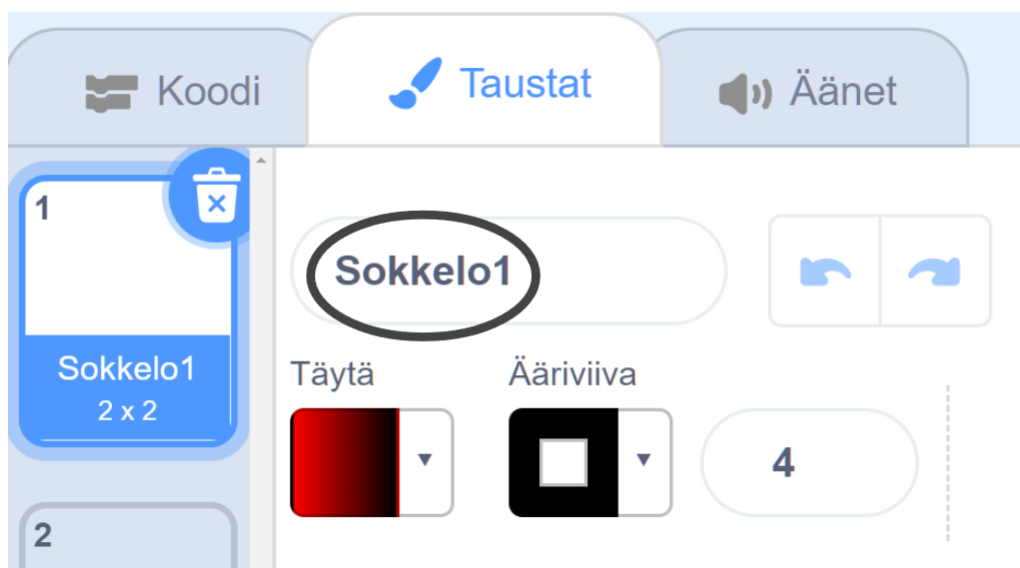 Koodi
Taustat
Äänet
1
Sokkelo1
2 x 2
2
Sokkelo1
Täytä
Ääriviiva
4